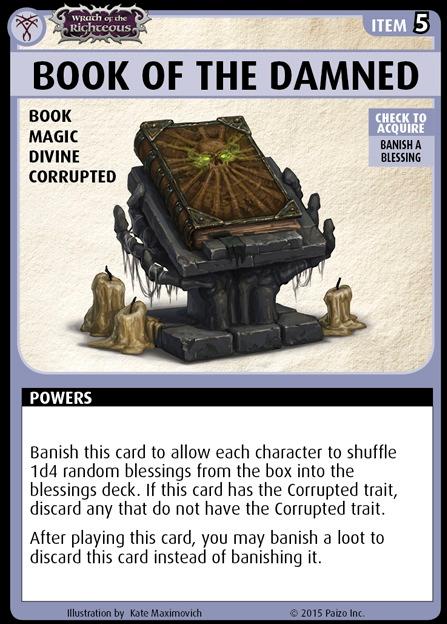 WRATH OF THE
RIGHTEOUS
ITEM 5
BOOK OF THE DAMNED
BOOK
MAGIC
DIVINE
CORRUPTED
CHECK TO
ACQUIRE
BANISH A
BLESSING
POWERS
Banish this card to allow each character to shuffle
1d4 random blessings from the box into the
blessings deck. If this card has the Corrupted trait,
discard any that do not have the Corrupted trait.
After playing this card, you may banish a loot to
discard this card instead of banishing it.
Illustration by Kate Maximovich
© 2015 Paizo Inc.